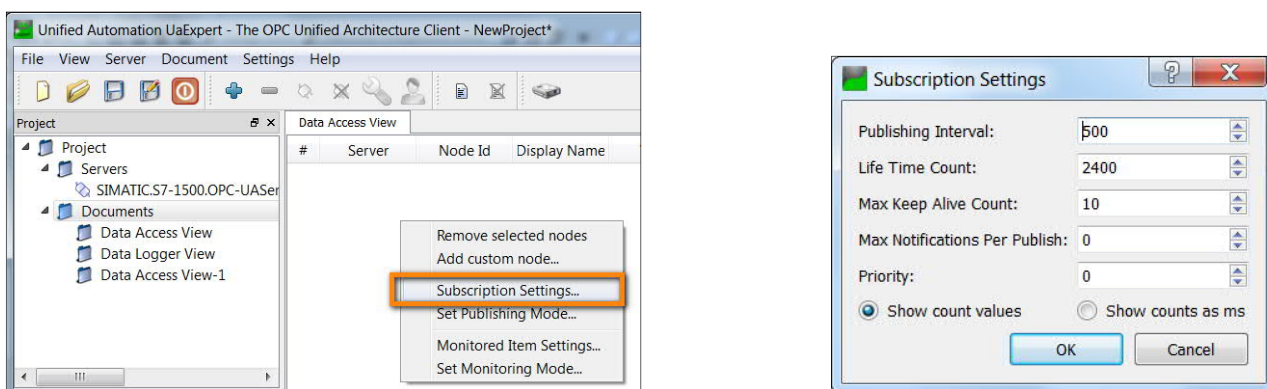 Unified Automation UaExpert - The OPC Unified Architecture Client - NewProject*
File View Server Document Settings Help
Project
Project
Servers
SIMATIC.S7-1500.OPC-UASer
Documents
Data Access View
Data Logger View
Data Access View-1
Data Access View
# Server Node Id Display Name
Remove selected nodes
Add custom node...
Subscription Settings...
Set Publishing Mode...
Monitored Item Settings...
Set Monitoring Mode...
Subscription Settings
Publishing Interval: 500
Life Time Count: 2400
Max Keep Alive Count: 10
Max Notifications Per Publish: 0
Priority: 0
Show count values Show counts as ms
OK Cancel